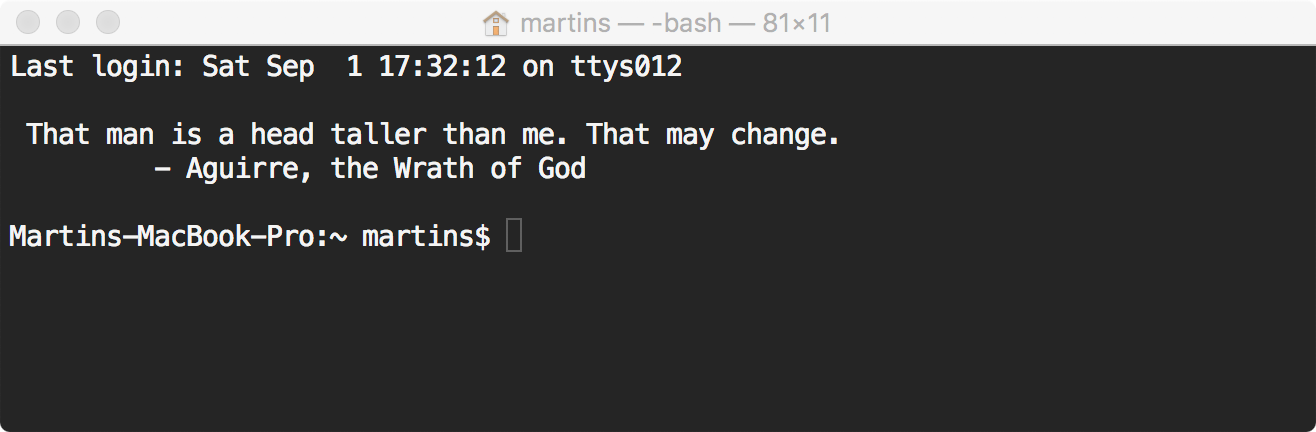 martins — -bash — 81×11
Last login: Sat Sep  1 17:32:12 on ttys012
That man is a head taller than me. That may change.
- Aguirre, the Wrath of God
Martins-MacBook-Pro:~ martins$